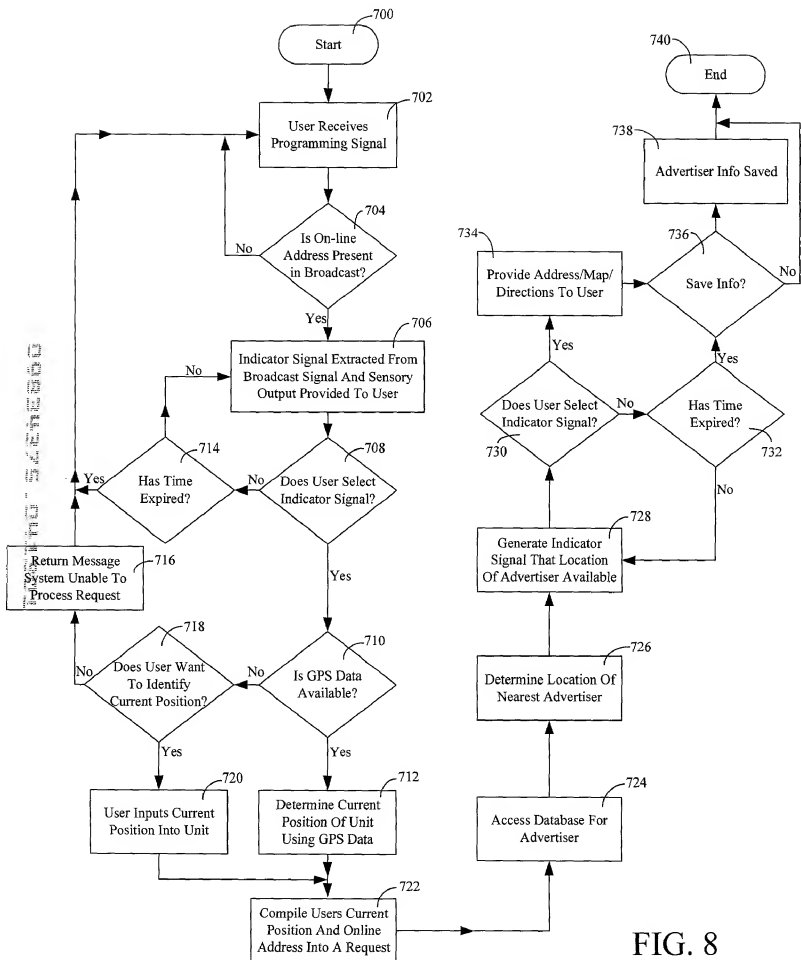 700
Start
702
User Receives
Programming Signal
704
Is On-line
Address Present
in Broadcast?
No
Yes
706
Indicator Signal Extracted From
Broadcast Signal And Sensory
Output Provided To User
No
714
Has Time
Expired?
Yes
No
708
Does User Select
Indicator Signal?
Yes
Return Message
System Unable To
Process Request
716
718
Does User Want
To Identify
Current Position?
No
Yes
No
710
Is GPS Data
Available?
Yes
720
User Inputs Current
Position Into Unit
712
Determine Current
Position Of Unit
Using GPS Data
722
Compile Users Current
Position And Online
Address Into A Request
724
Access Database For
Advertiser
726
Determine Location Of
Nearest Advertiser
728
Generate Indicator
Signal That Location
Of Advertiser Available
Does User Select
Indicator Signal?
730
Yes
No
Has Time
Expired?
732
Yes
No
734
Provide Address/Map/
Directions To User
736
Save Info?
No
738
Advertiser Info Saved
740
End
FIG. 8